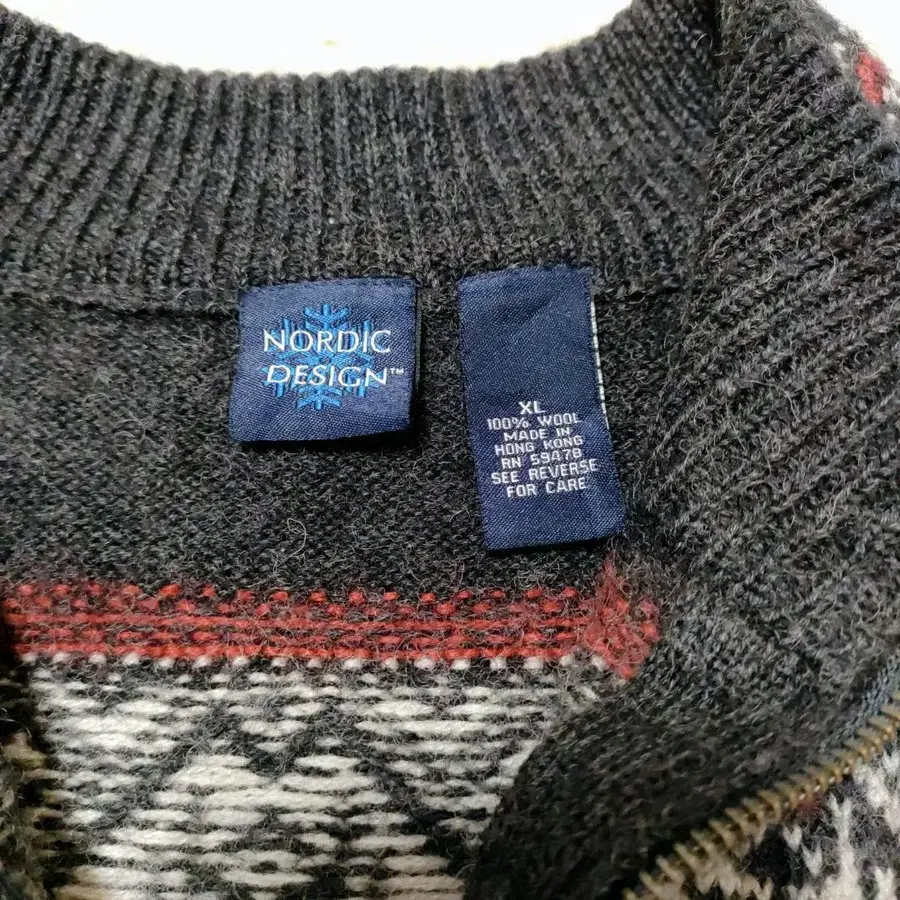 NORDIC
DESIGN™
XL
100% WOOL
MADE IN
HONG KONG
RN 59478
SEE REVERSE
FOR CARE